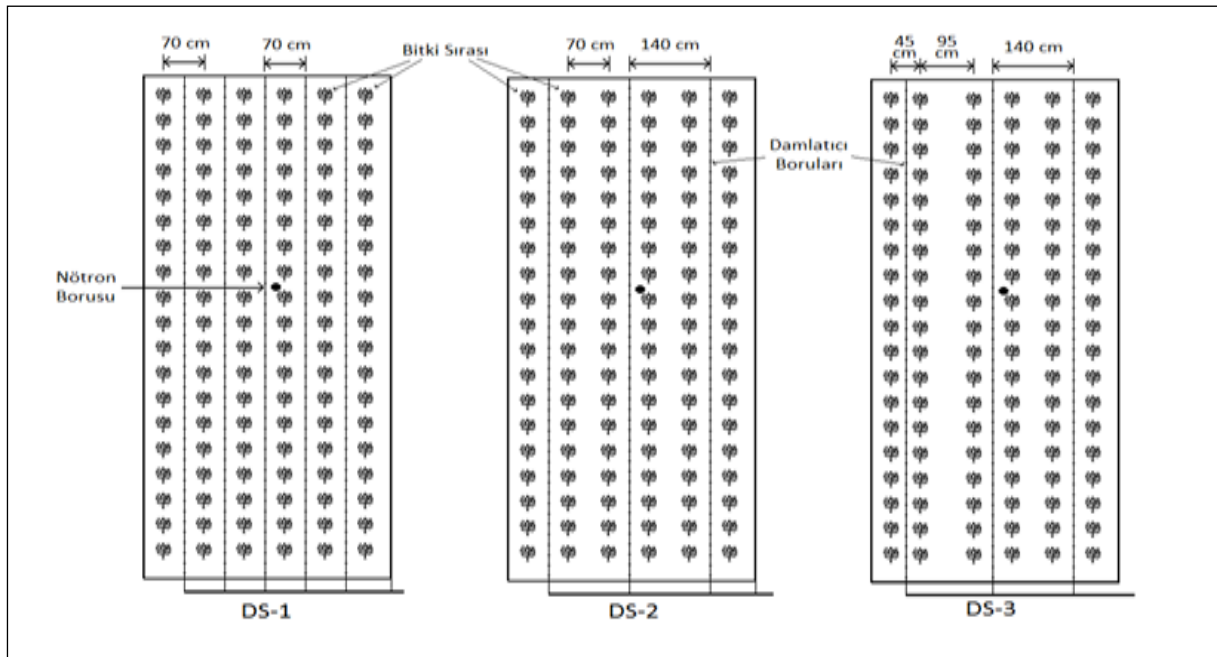 70 cm
70 cm
Bitki Sırası
70 cm
140 cm
45
cm
95
cm
140 cm
Damlatıcı
Boruları
Nötron
Borusu
DS-1
DS-2
DS-3